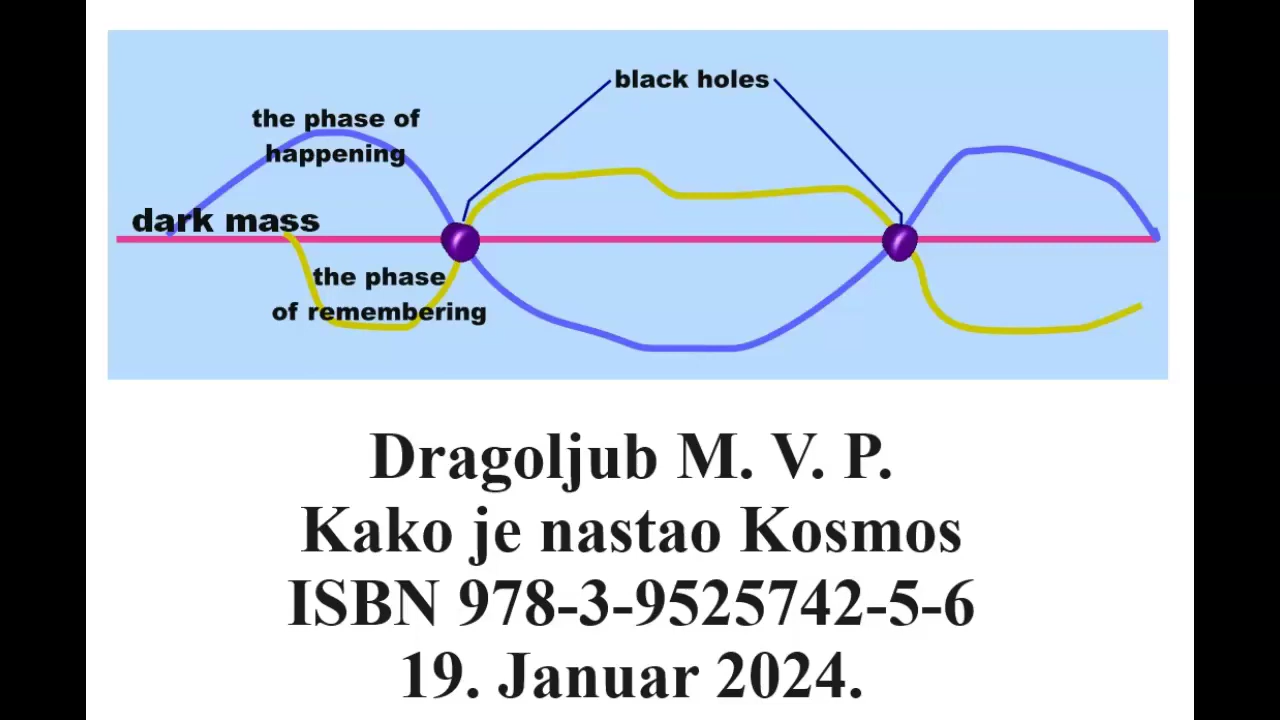 black holes
the phase of
happening
dark mass
the phase
of remembering
Dragoljub M. V. P.
Kako je nastao Kosmos
ISBN 978-3-9525742-5-6
19. Januar 2024.